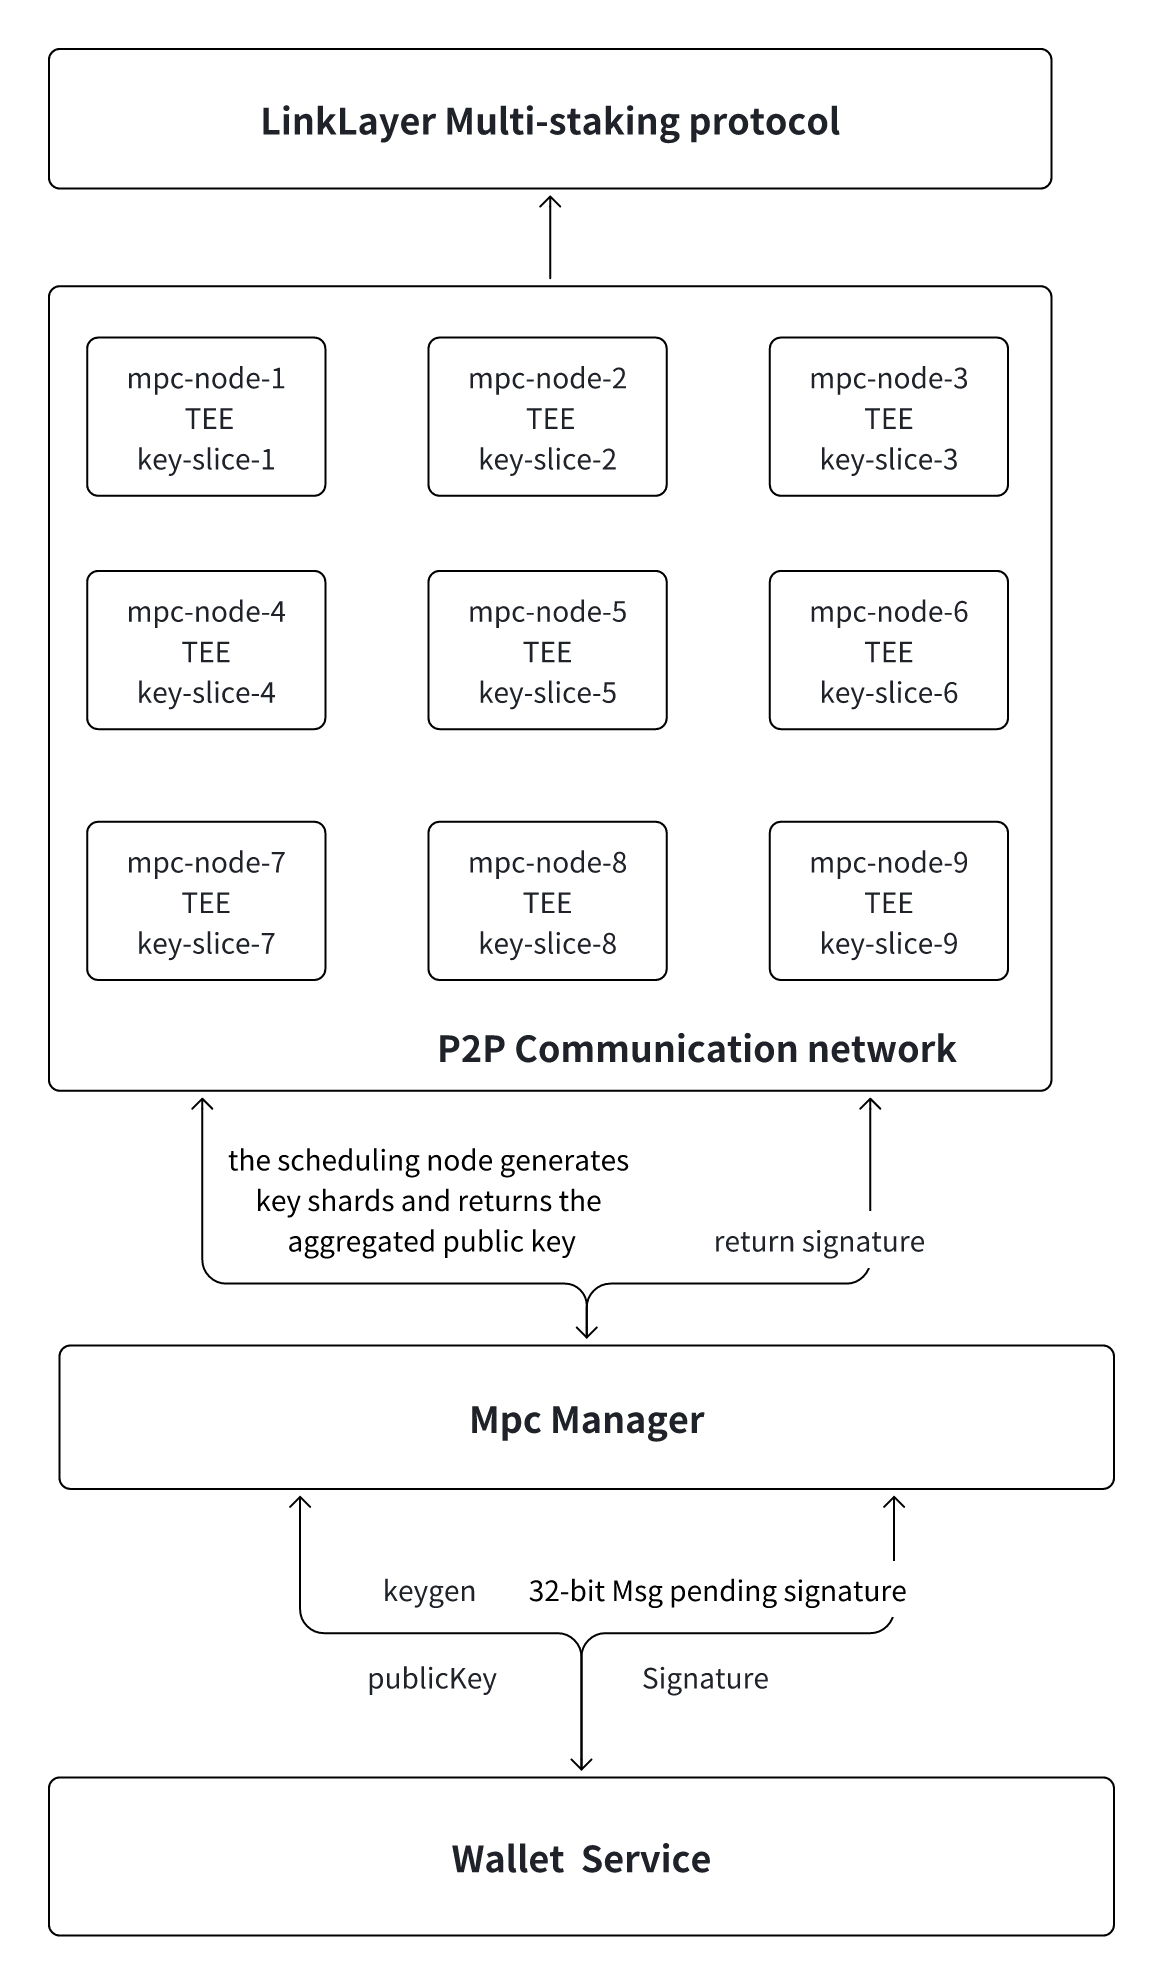 LinkLayer Multi-staking protocol
mpc-node-1
TEE
key-slice-1
mpc-node-2
TEE
key-slice-2
mpc-node-3
TEE
key-slice-3
mpc-node-4
TEE
key-slice-4
mpc-node-5
TEE
key-slice-5
mpc-node-6
TEE
key-slice-6
mpc-node-7
TEE
key-slice-7
mpc-node-8
TEE
key-slice-8
mpc-node-9
TEE
key-slice-9
P2P Communication network
the scheduling node generates
key shards and returns the
aggregated public key
return signature
Mpc Manager
keygen
32-bit Msg pending signature
publicKey
Signature
Wallet  Service